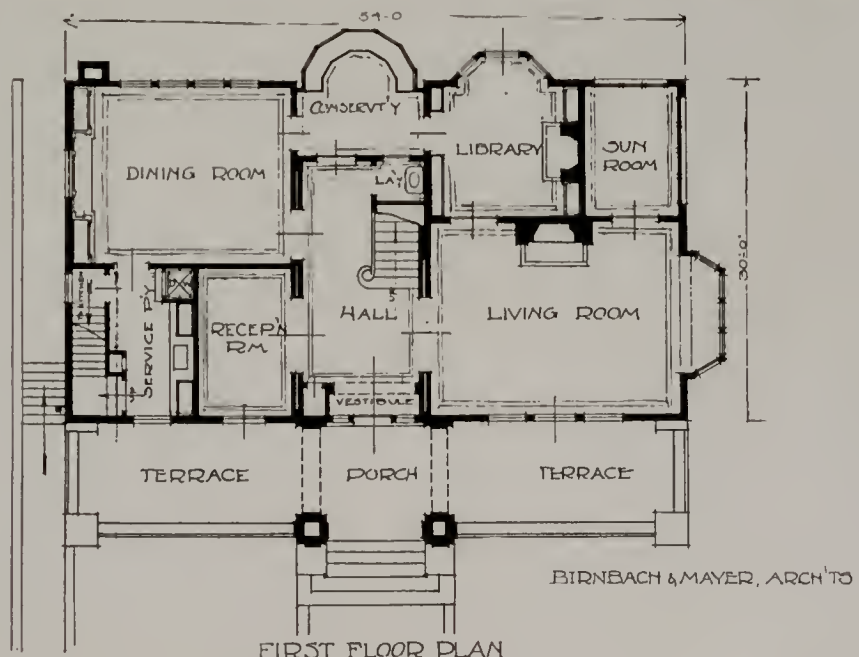 54-0
CONSERVT'Y
DINING ROOM
LIBRARY
SUN
ROOM
LAV
30-0"
SERVICE P'Y
RECEP'N
RM.
HALL
LIVING ROOM
UP
VESTIBULE
TERRACE
PORCH
TERRACE
BIRNBACH & MAYER, ARCH'TS
FIRST FLOOR PLAN